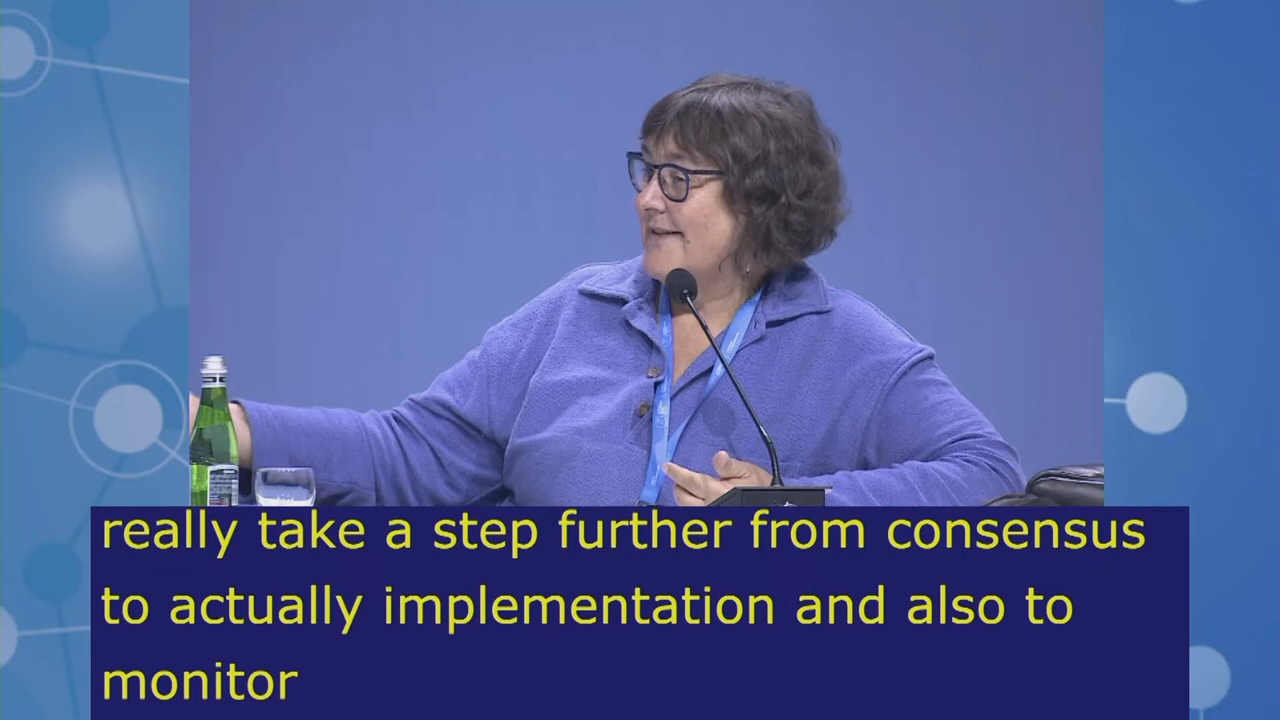 really take a step further from consensus
to actually implementation and also to
monitor